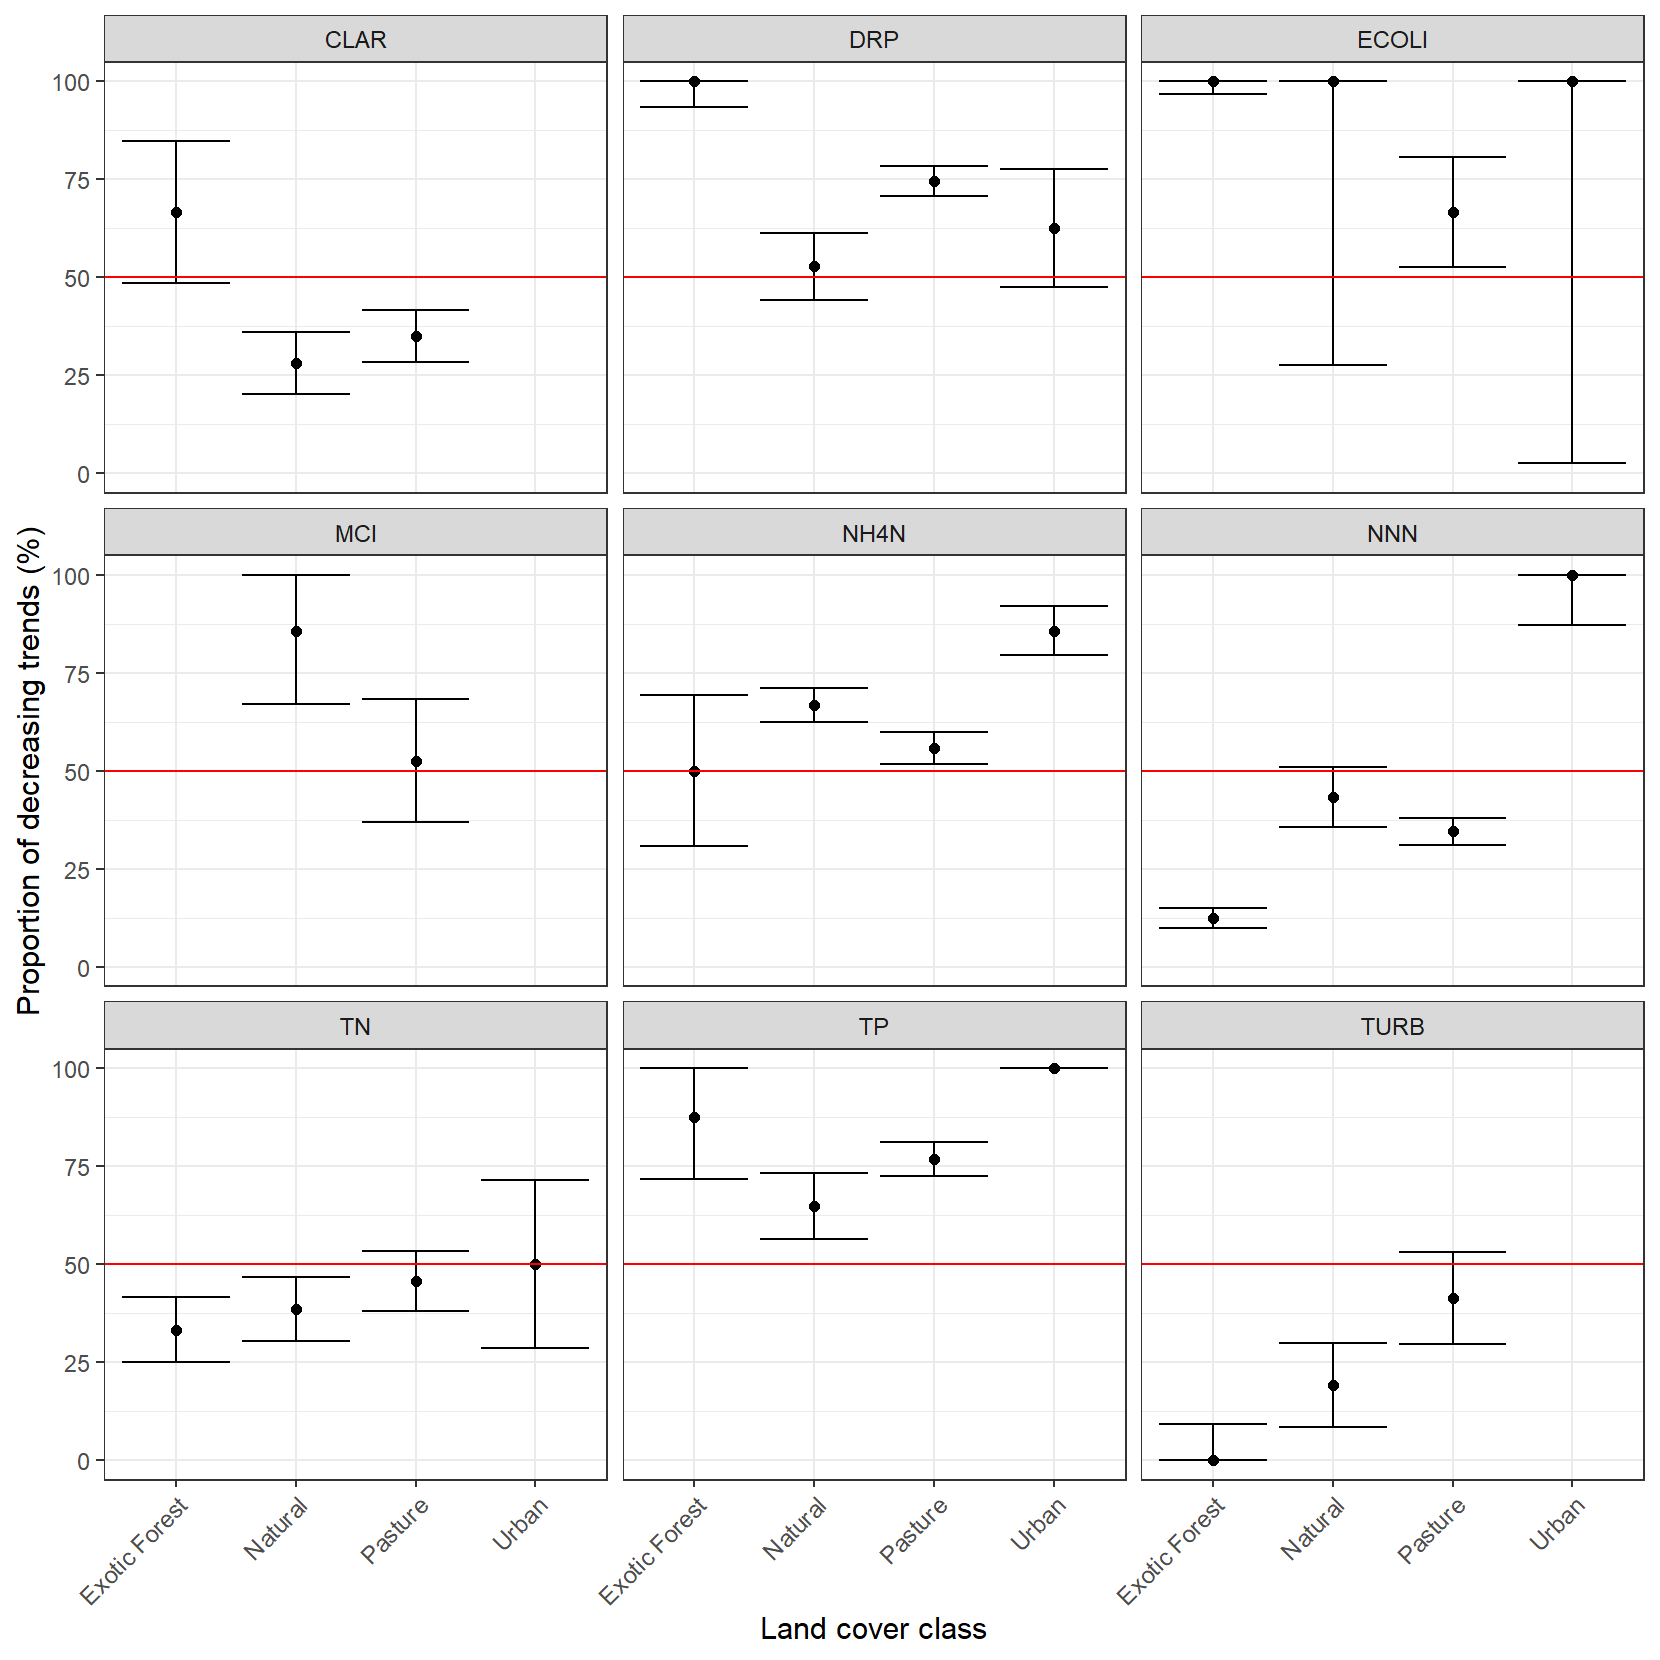 CLAR DRP ECOLI
100
75
50
25
0
MCI NH4N NNN
100
75
50
25
0
TN TP TURB
100
75
50
25
0
Proportion of decreasing trends (%)
Exotic Forest Natural Pasture Urban Exotic Forest Natural Pasture Urban Exotic Forest Natural Pasture Urban
Land cover class